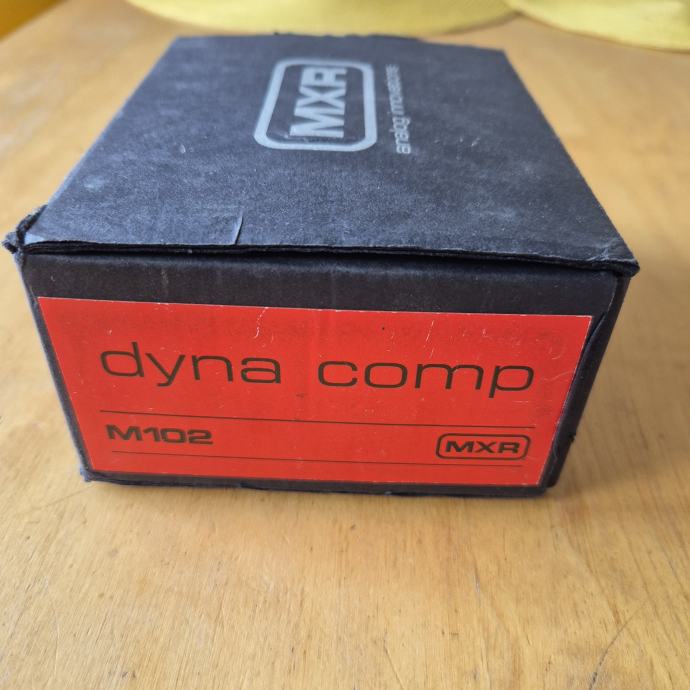 MXR
analog innovations
dyna comp
M102
MXR